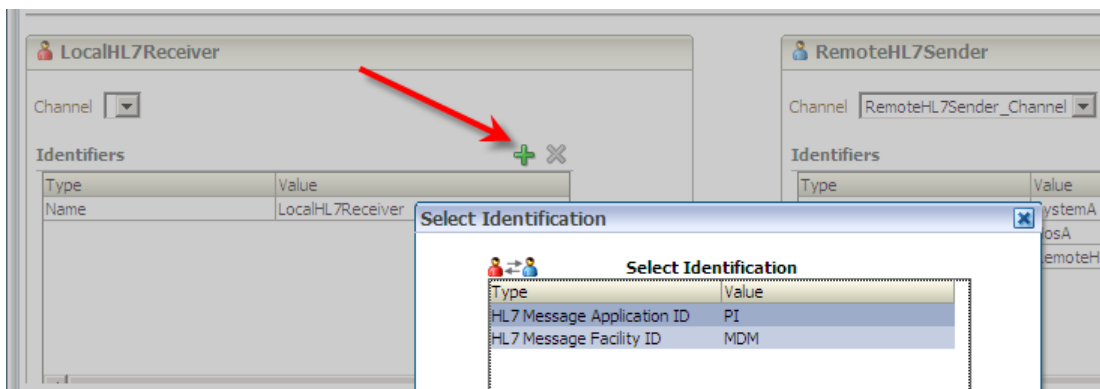 LocalHL7Receiver
RemoteHL7Sender
Channel
Channel RemoteHL7Sender_Channel
Identifiers
Identifiers
Type Value
Type Value
Name LocalHL7Receiver
Select Identification
Select Identification
Type Value
HL7 Message Application ID PI
HL7 Message Facility ID MDM